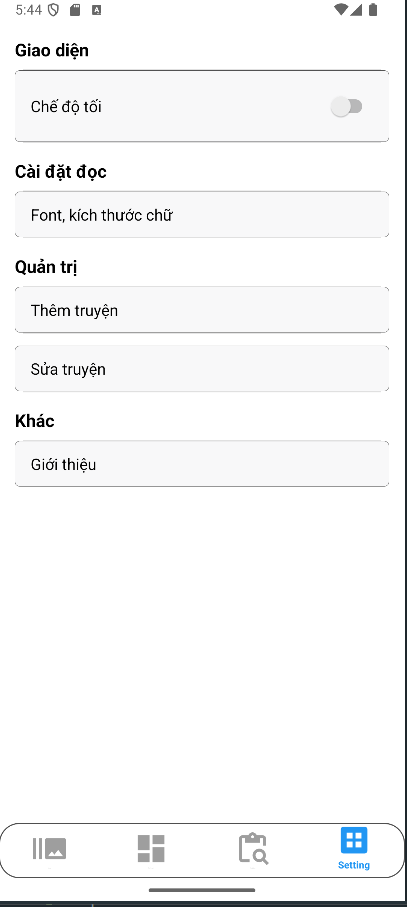 5:44
Giao diện
Chế độ tối
Cài đặt đọc
Font, kích thước chữ
Quản trị
Thêm truyện
Sửa truyện
Khác
Giới thiệu
Setting